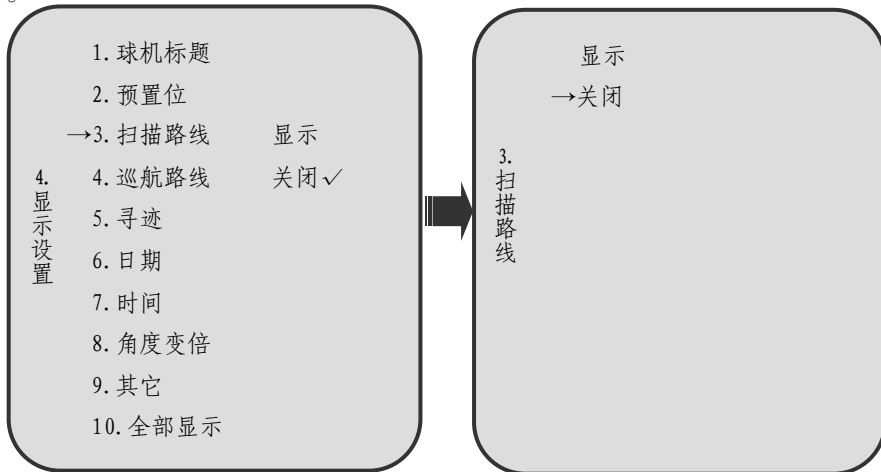 。
1.球机标题
2.预置位
→3.扫描路线 显示
4.巡航路线 关闭✓
5.寻迹
6.日期
7.时间
8.角度变倍
9.其它
10.全部显示
4.显示设置
显示
→关闭
3.扫描路线